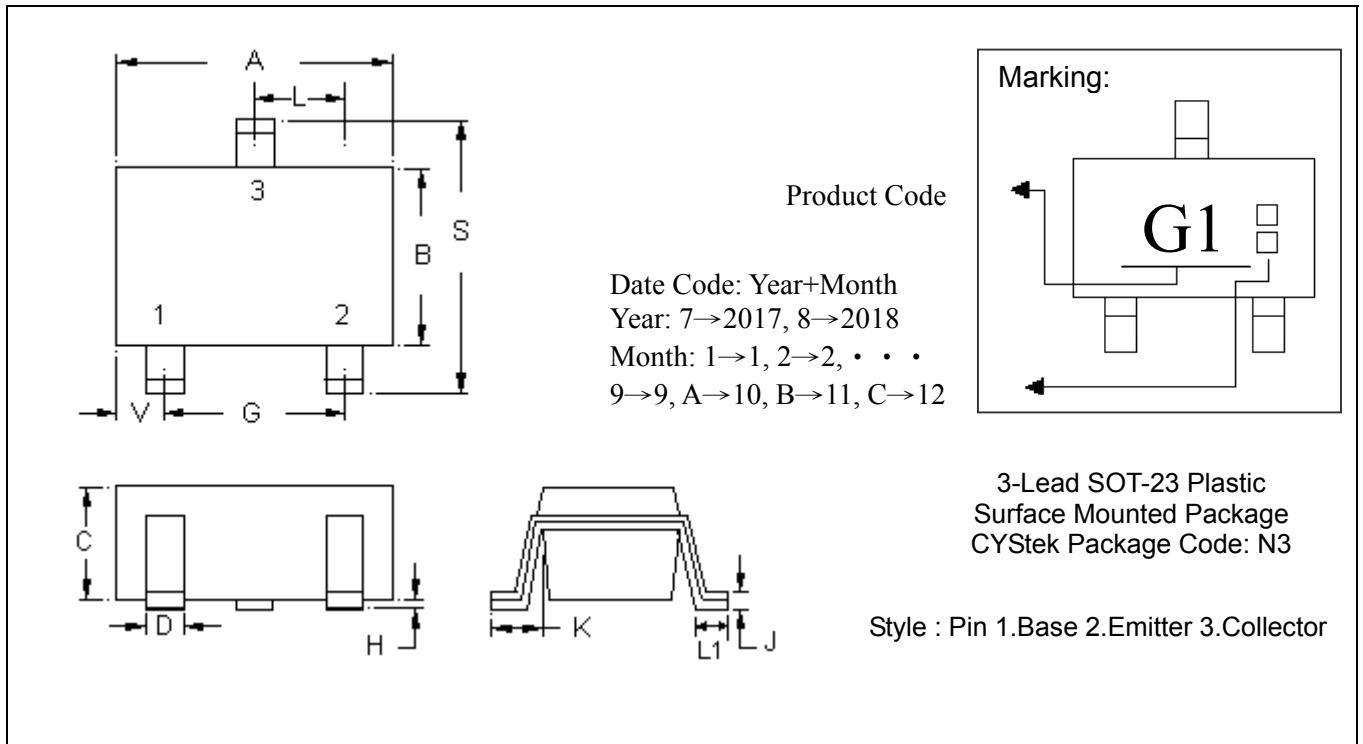 A
L
3
S
B
1
2
V
G
Marking:
Product Code
G1
Date Code: Year+Month
Year: 7→2017, 8→2018
Month: 1→1, 2→2, ・・・
9→9, A→10, B→11, C→12
C
D
H
K
L1
J
3-Lead SOT-23 Plastic
Surface Mounted Package
CYStek Package Code: N3
Style : Pin 1.Base 2.Emitter 3.Collector